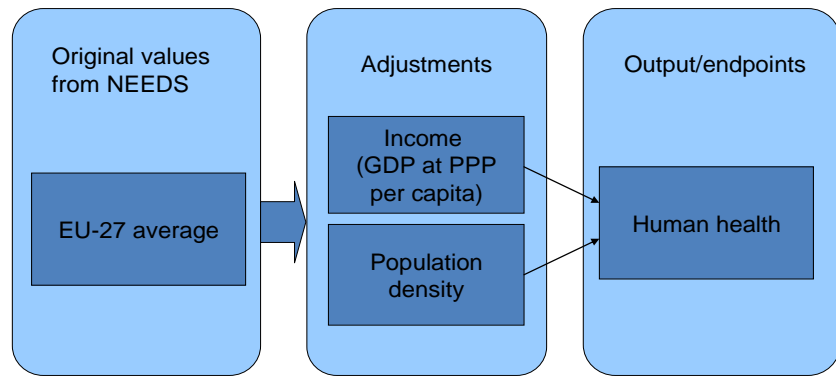 Original values
from NEEDS
EU-27 average
Adjustments
Income
(GDP at PPP
per capita)
Population
density
Output/endpoints
Human health